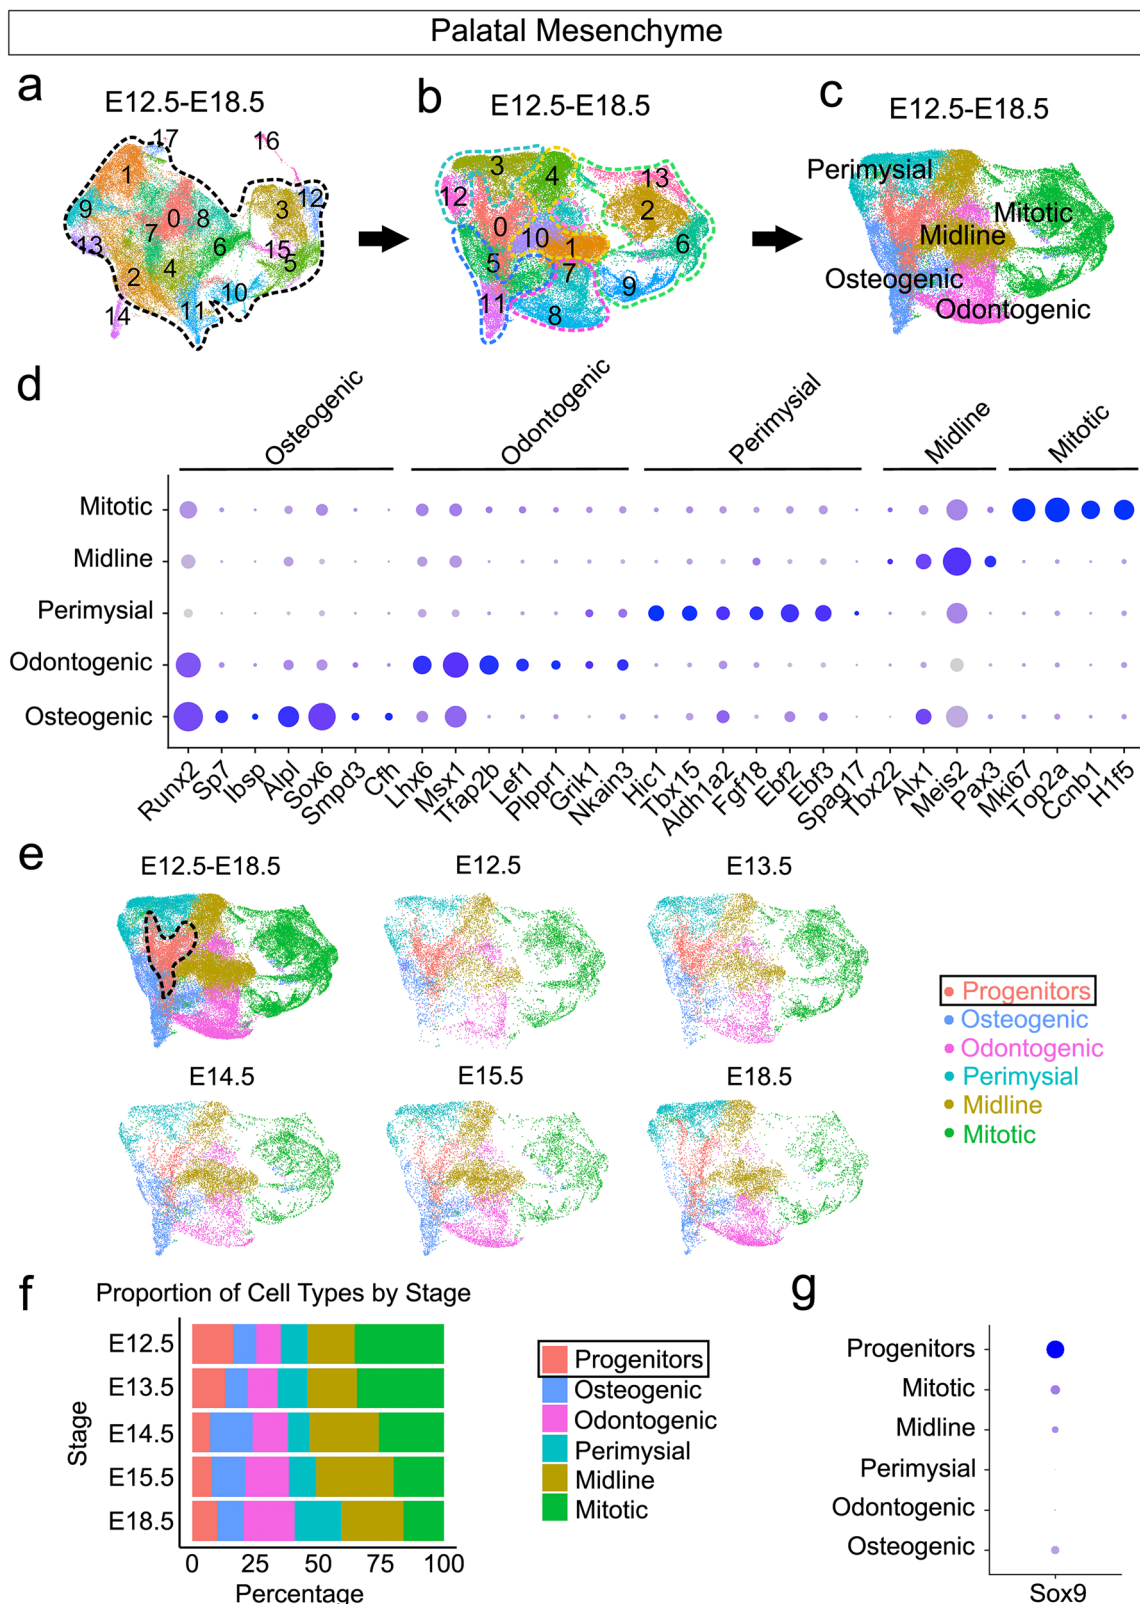 Palatal Mesenchyme
a
E12.5-E18.5
17
16
1
12
9
3
0
8
7
13
6
15
5
4
2
10
11
14
b
E12.5-E18.5
3
4
13
12
2
0
10
1
6
5
7
9
11
8
c
E12.5-E18.5
Perimysial
Mitotic
Midline
Osteogenic
Odontogenic
d
Osteogenic
Odontogenic
Perimysial
Midline
Mitotic
Mitotic
Midline
Perimysial
Odontogenic
Osteogenic
Runx2
Sp7
Ibsp
Alpl
Sox6
Smpd3
Cfh
Lhx6
Msx1
Tfap2b
Lef1
Plppr1
Grik1
Nkain3
Hic1
Tbx15
Aldh1a2
Fgf18
Ebf2
Ebf3
Spag17
Tbx22
Alx1
Meis2
Pax3
Mki67
Top2a
Ccnb1
H1f5
e
E12.5-E18.5
E12.5
E13.5
E14.5
E15.5
E18.5
Progenitors
Osteogenic
Odontogenic
Perimysial
Midline
Mitotic
f
Proportion of Cell Types by Stage
Stage
E12.5
E13.5
E14.5
E15.5
E18.5
0 25 50 75 100
Percentage
Progenitors
Osteogenic
Odontogenic
Perimysial
Midline
Mitotic
g
Progenitors
Mitotic
Midline
Perimysial
Odontogenic
Osteogenic
Sox9